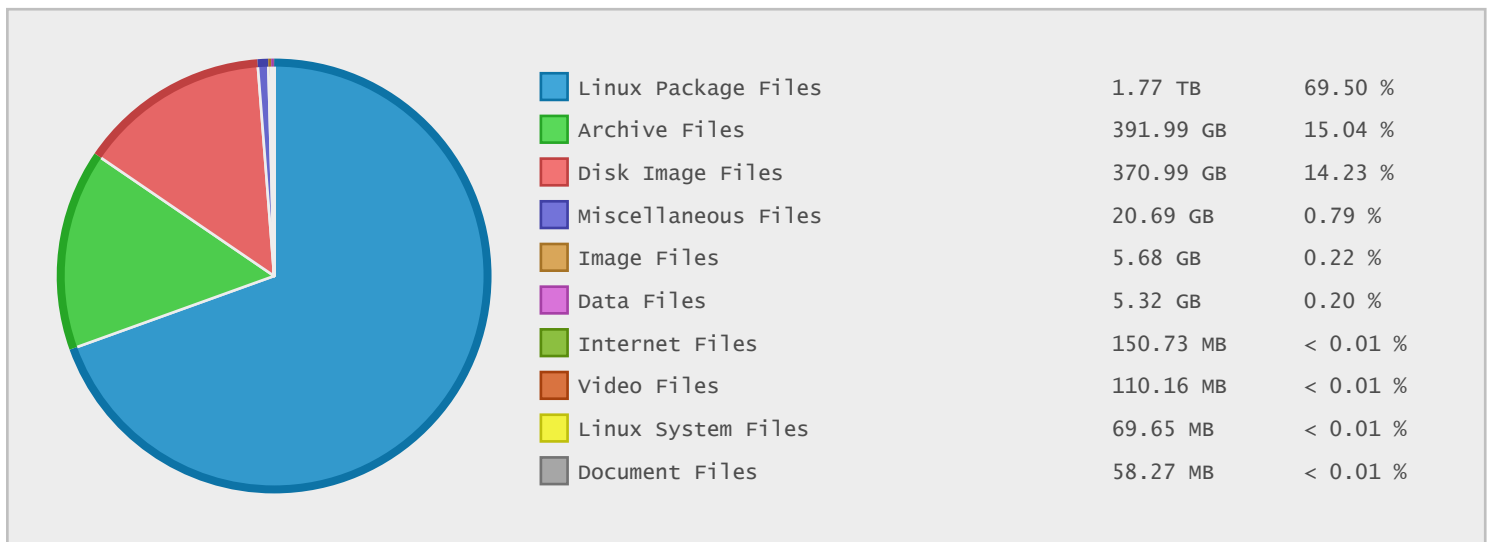 Linux Package Files 1.77 TB 69.50 %
Archive Files 391.99 GB 15.04 %
Disk Image Files 370.99 GB 14.23 %
Miscellaneous Files 20.69 GB 0.79 %
Image Files 5.68 GB 0.22 %
Data Files 5.32 GB 0.20 %
Internet Files 150.73 MB < 0.01 %
Video Files 110.16 MB < 0.01 %
Linux System Files 69.65 MB < 0.01 %
Document Files 58.27 MB < 0.01 %